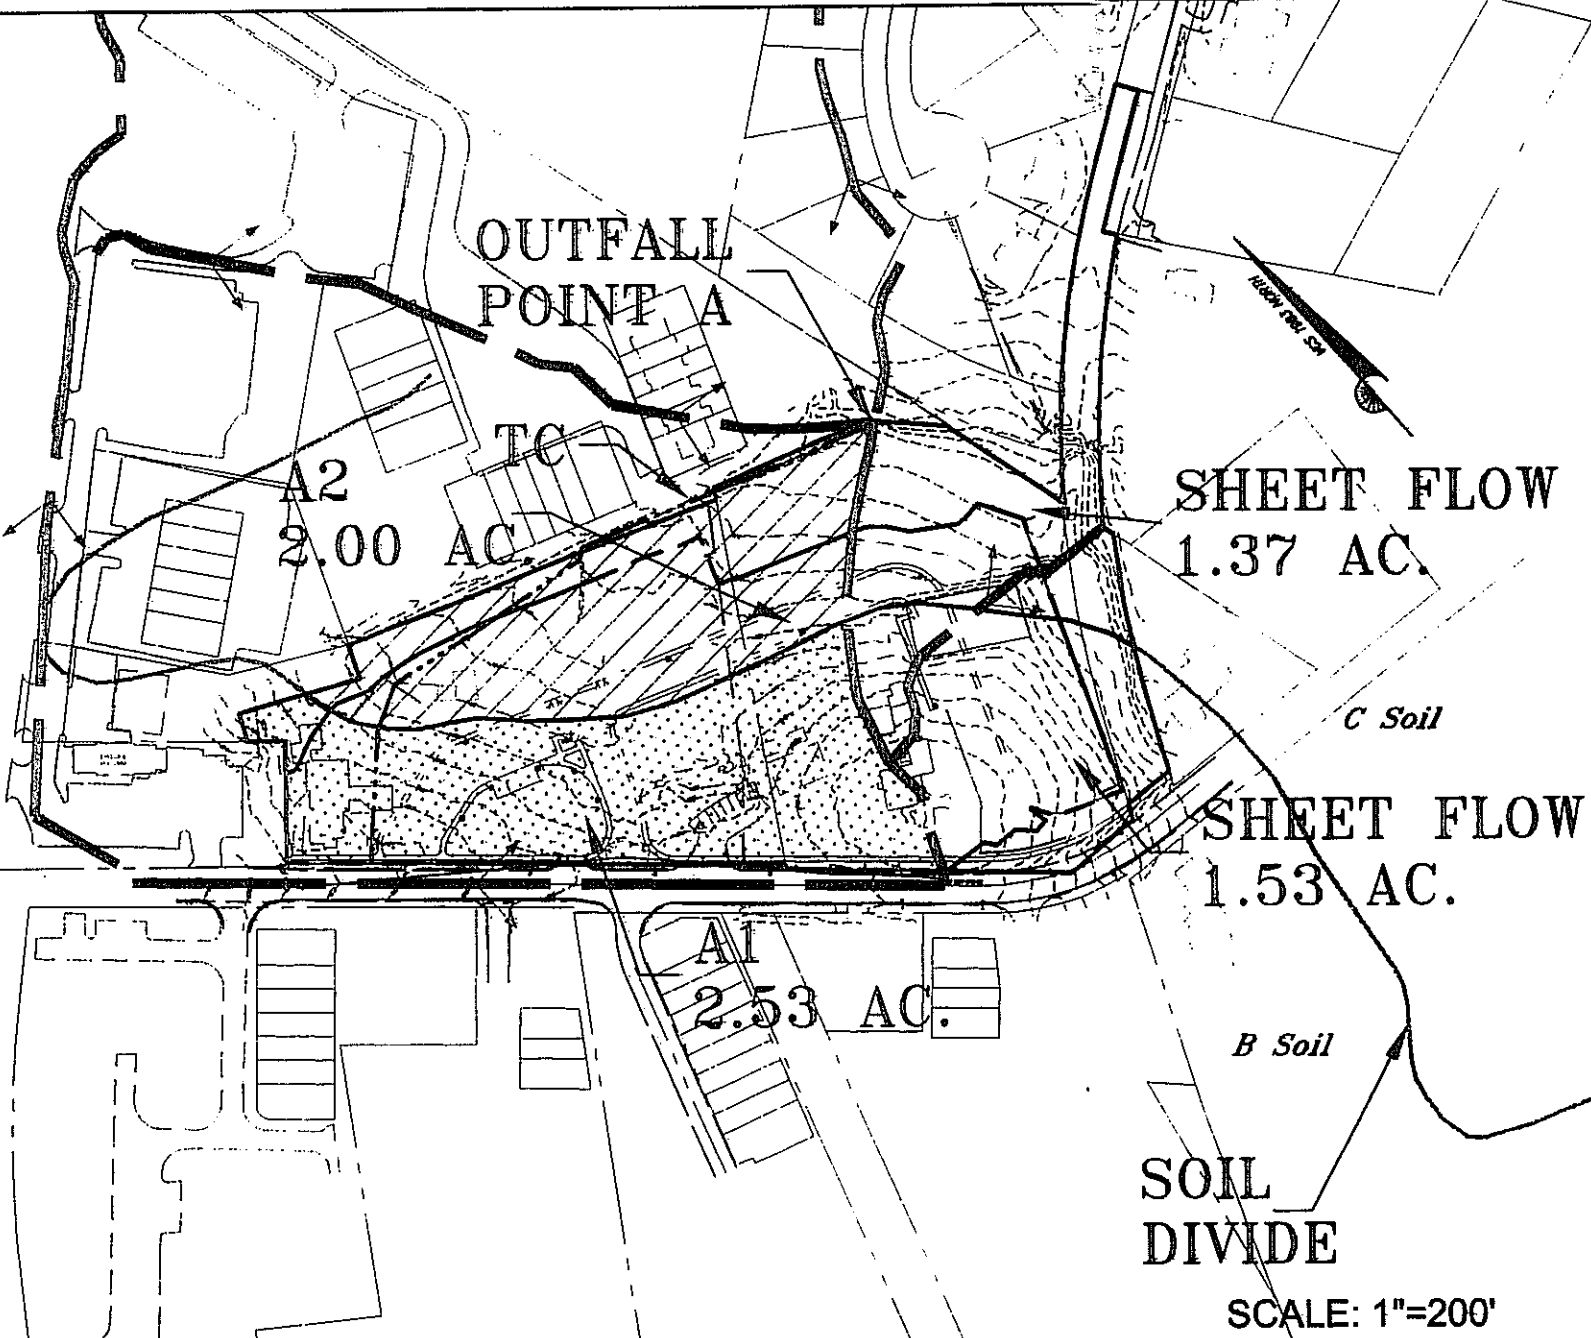 OUTFALL
POINT A
TC
A2
2.00 AC
SHEET FLOW
1.37 AC.
C Soil
SHEET FLOW
1.53 AC.
A1
2.53 AC.
B Soil
SOIL
DIVIDE
SCALE: 1"=200'